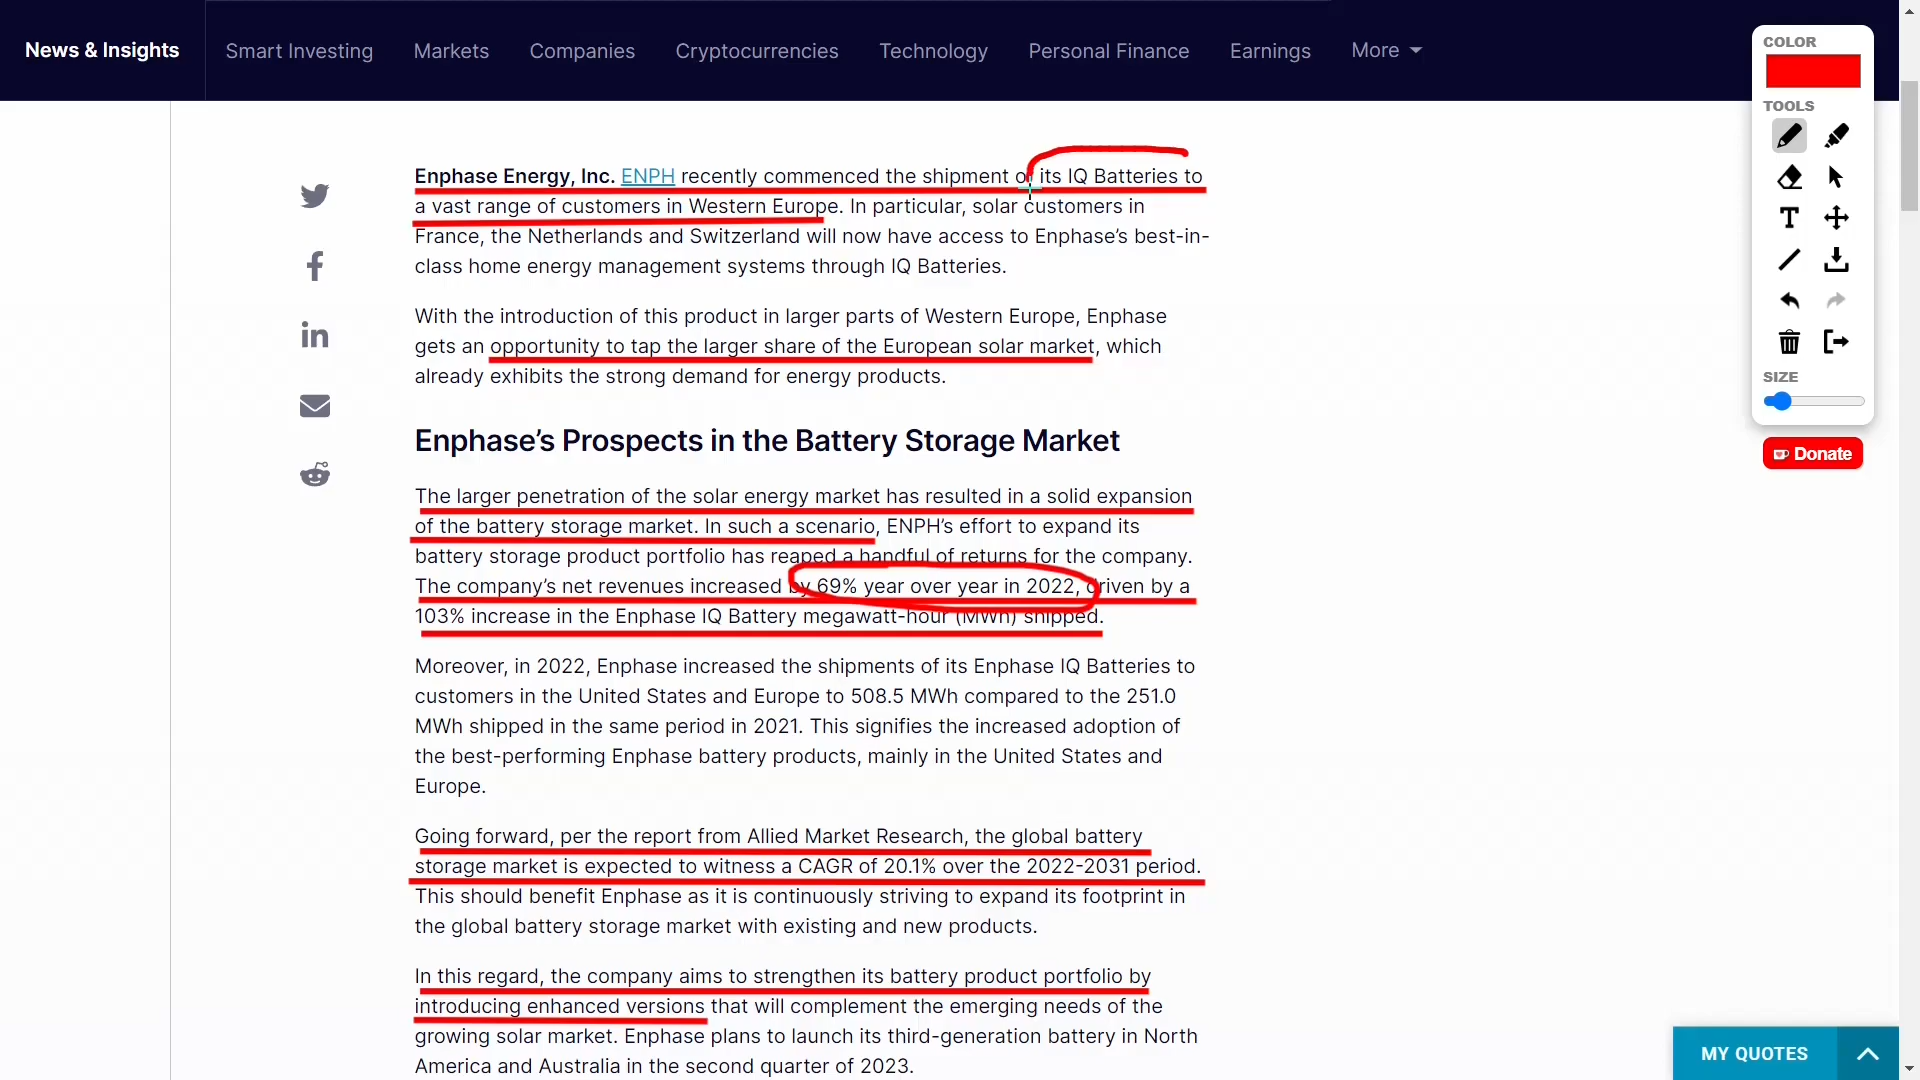 News & Insights
Smart Investing
Markets
Companies
Cryptocurrencies
Technology
Personal Finance
Earnings
More
COLOR
TOOLS
SIZE
Donate
Enphase Energy, Inc. ENPH recently commenced the shipment of its IQ Batteries to
a vast range of customers in Western Europe. In particular, solar customers in
France, the Netherlands and Switzerland will now have access to Enphase’s best-in-
class home energy management systems through IQ Batteries.
With the introduction of this product in larger parts of Western Europe, Enphase
gets an opportunity to tap the larger share of the European solar market, which
already exhibits the strong demand for energy products.
Enphase’s Prospects in the Battery Storage Market
The larger penetration of the solar energy market has resulted in a solid expansion
of the battery storage market. In such a scenario, ENPH’s effort to expand its
battery storage product portfolio has reaped a handful of returns for the company.
The company’s net revenues increased by 69% year over year in 2022, driven by a
103% increase in the Enphase IQ Battery megawatt-hour (MWh) shipped.
Moreover, in 2022, Enphase increased the shipments of its Enphase IQ Batteries to
customers in the United States and Europe to 508.5 MWh compared to the 251.0
MWh shipped in the same period in 2021. This signifies the increased adoption of
the best-performing Enphase battery products, mainly in the United States and
Europe.
Going forward, per the report from Allied Market Research, the global battery
storage market is expected to witness a CAGR of 20.1% over the 2022-2031 period.
This should benefit Enphase as it is continuously striving to expand its footprint in
the global battery storage market with existing and new products.
In this regard, the company aims to strengthen its battery product portfolio by
introducing enhanced versions that will complement the emerging needs of the
growing solar market. Enphase plans to launch its third-generation battery in North
America and Australia in the second quarter of 2023.
MY QUOTES